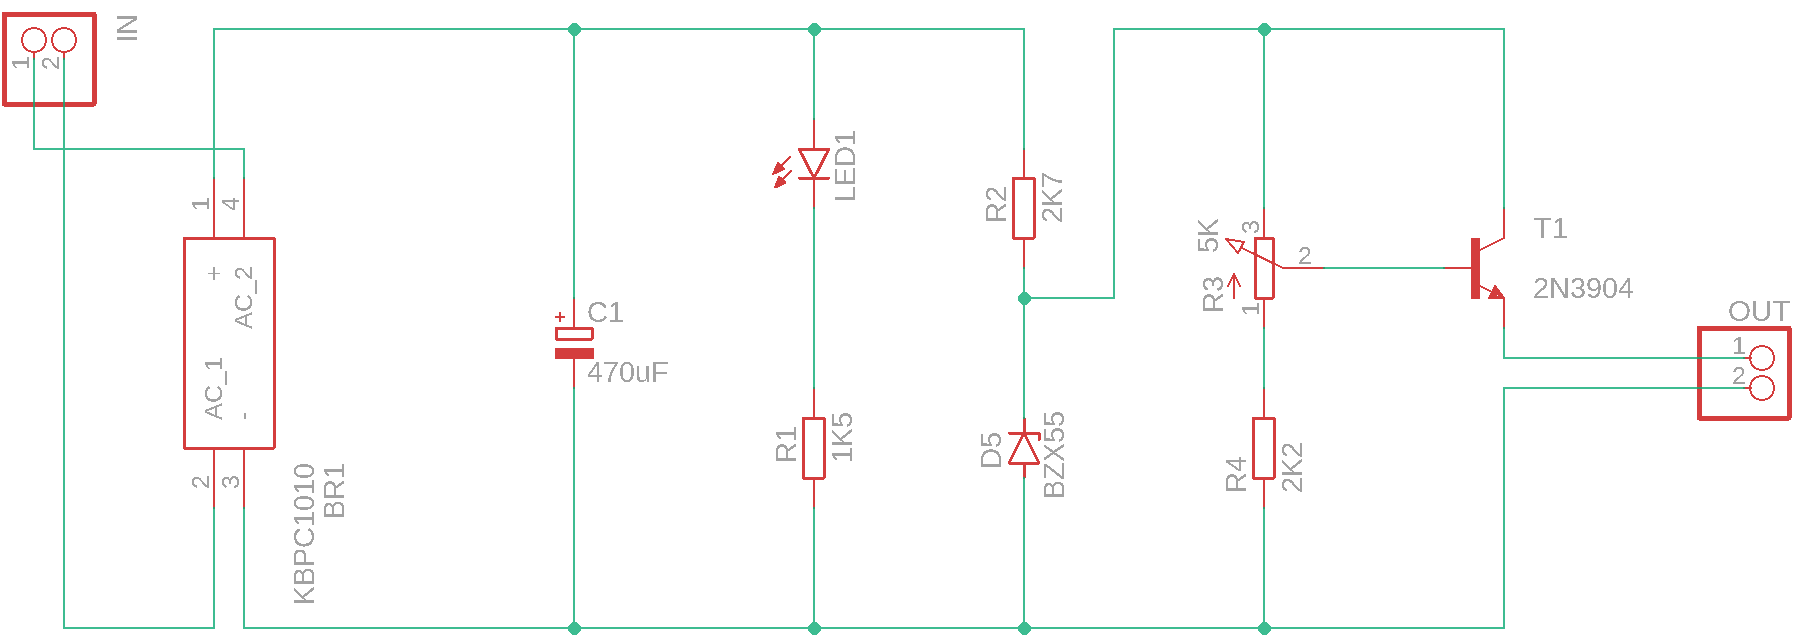 IN
1
2
1
4
+
AC_2
AC_1
-
2
3
KBPC1010
BR1
+
C1
470uF
LED1
R1
1K5
R2
2K7
D5
BZX55
5K
R3
3
2
1
R4
2K2
T1
2N3904
OUT
1
2